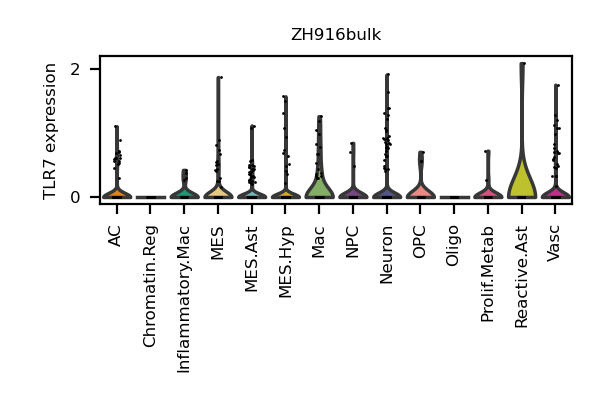 ZH916bulk
TLR7 expression
2
0
AC
Chromatin.Reg
Inflammatory.Mac
MES
MES.Ast
MES.Hyp
Mac
NPC
Neuron
OPC
Oligo
Prolif.Metab
Reactive.Ast
Vasc